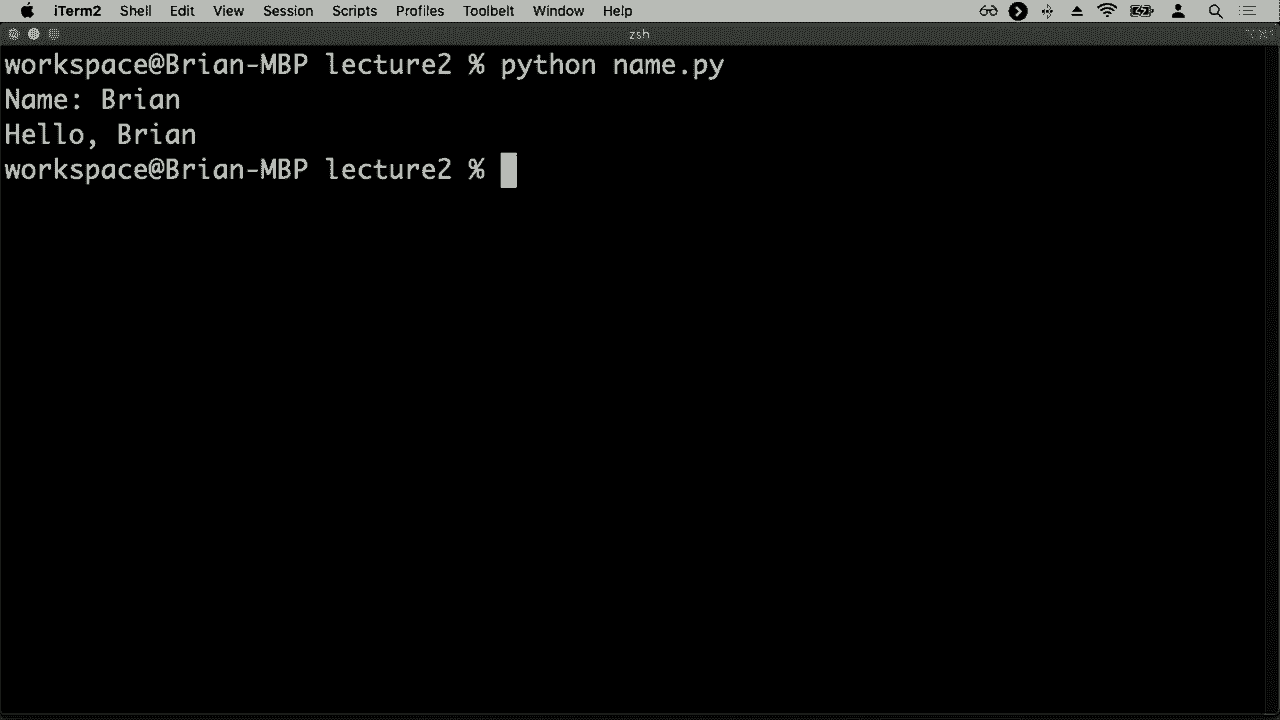 iTerm2 Shell Edit View Session Scripts Profiles Toolbelt Window Help
zsh
workspace@Brian-MBP lecture2 % python name.py
Name: Brian
Hello, Brian
workspace@Brian-MBP lecture2 %